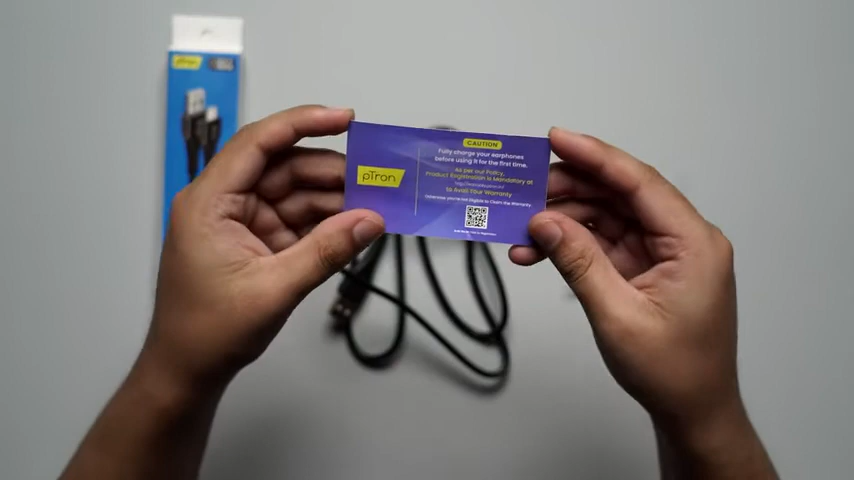 pTron
CAUTION
Fully charge your earphones
before using it for the first time.
As per our Policy,
Product Registration is Mandatory at
to Avail Your Warranty
pTron